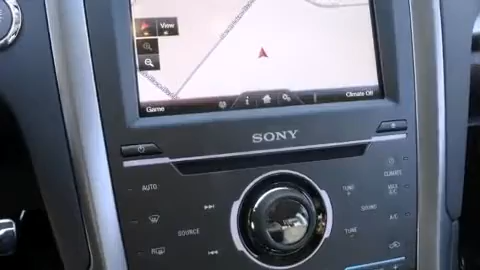 View
Game
Climate Off
SONY
CLIMATE
AUTO
TUNE
MAX
A/C
SOURCE
SOUND
A/C
TUNE